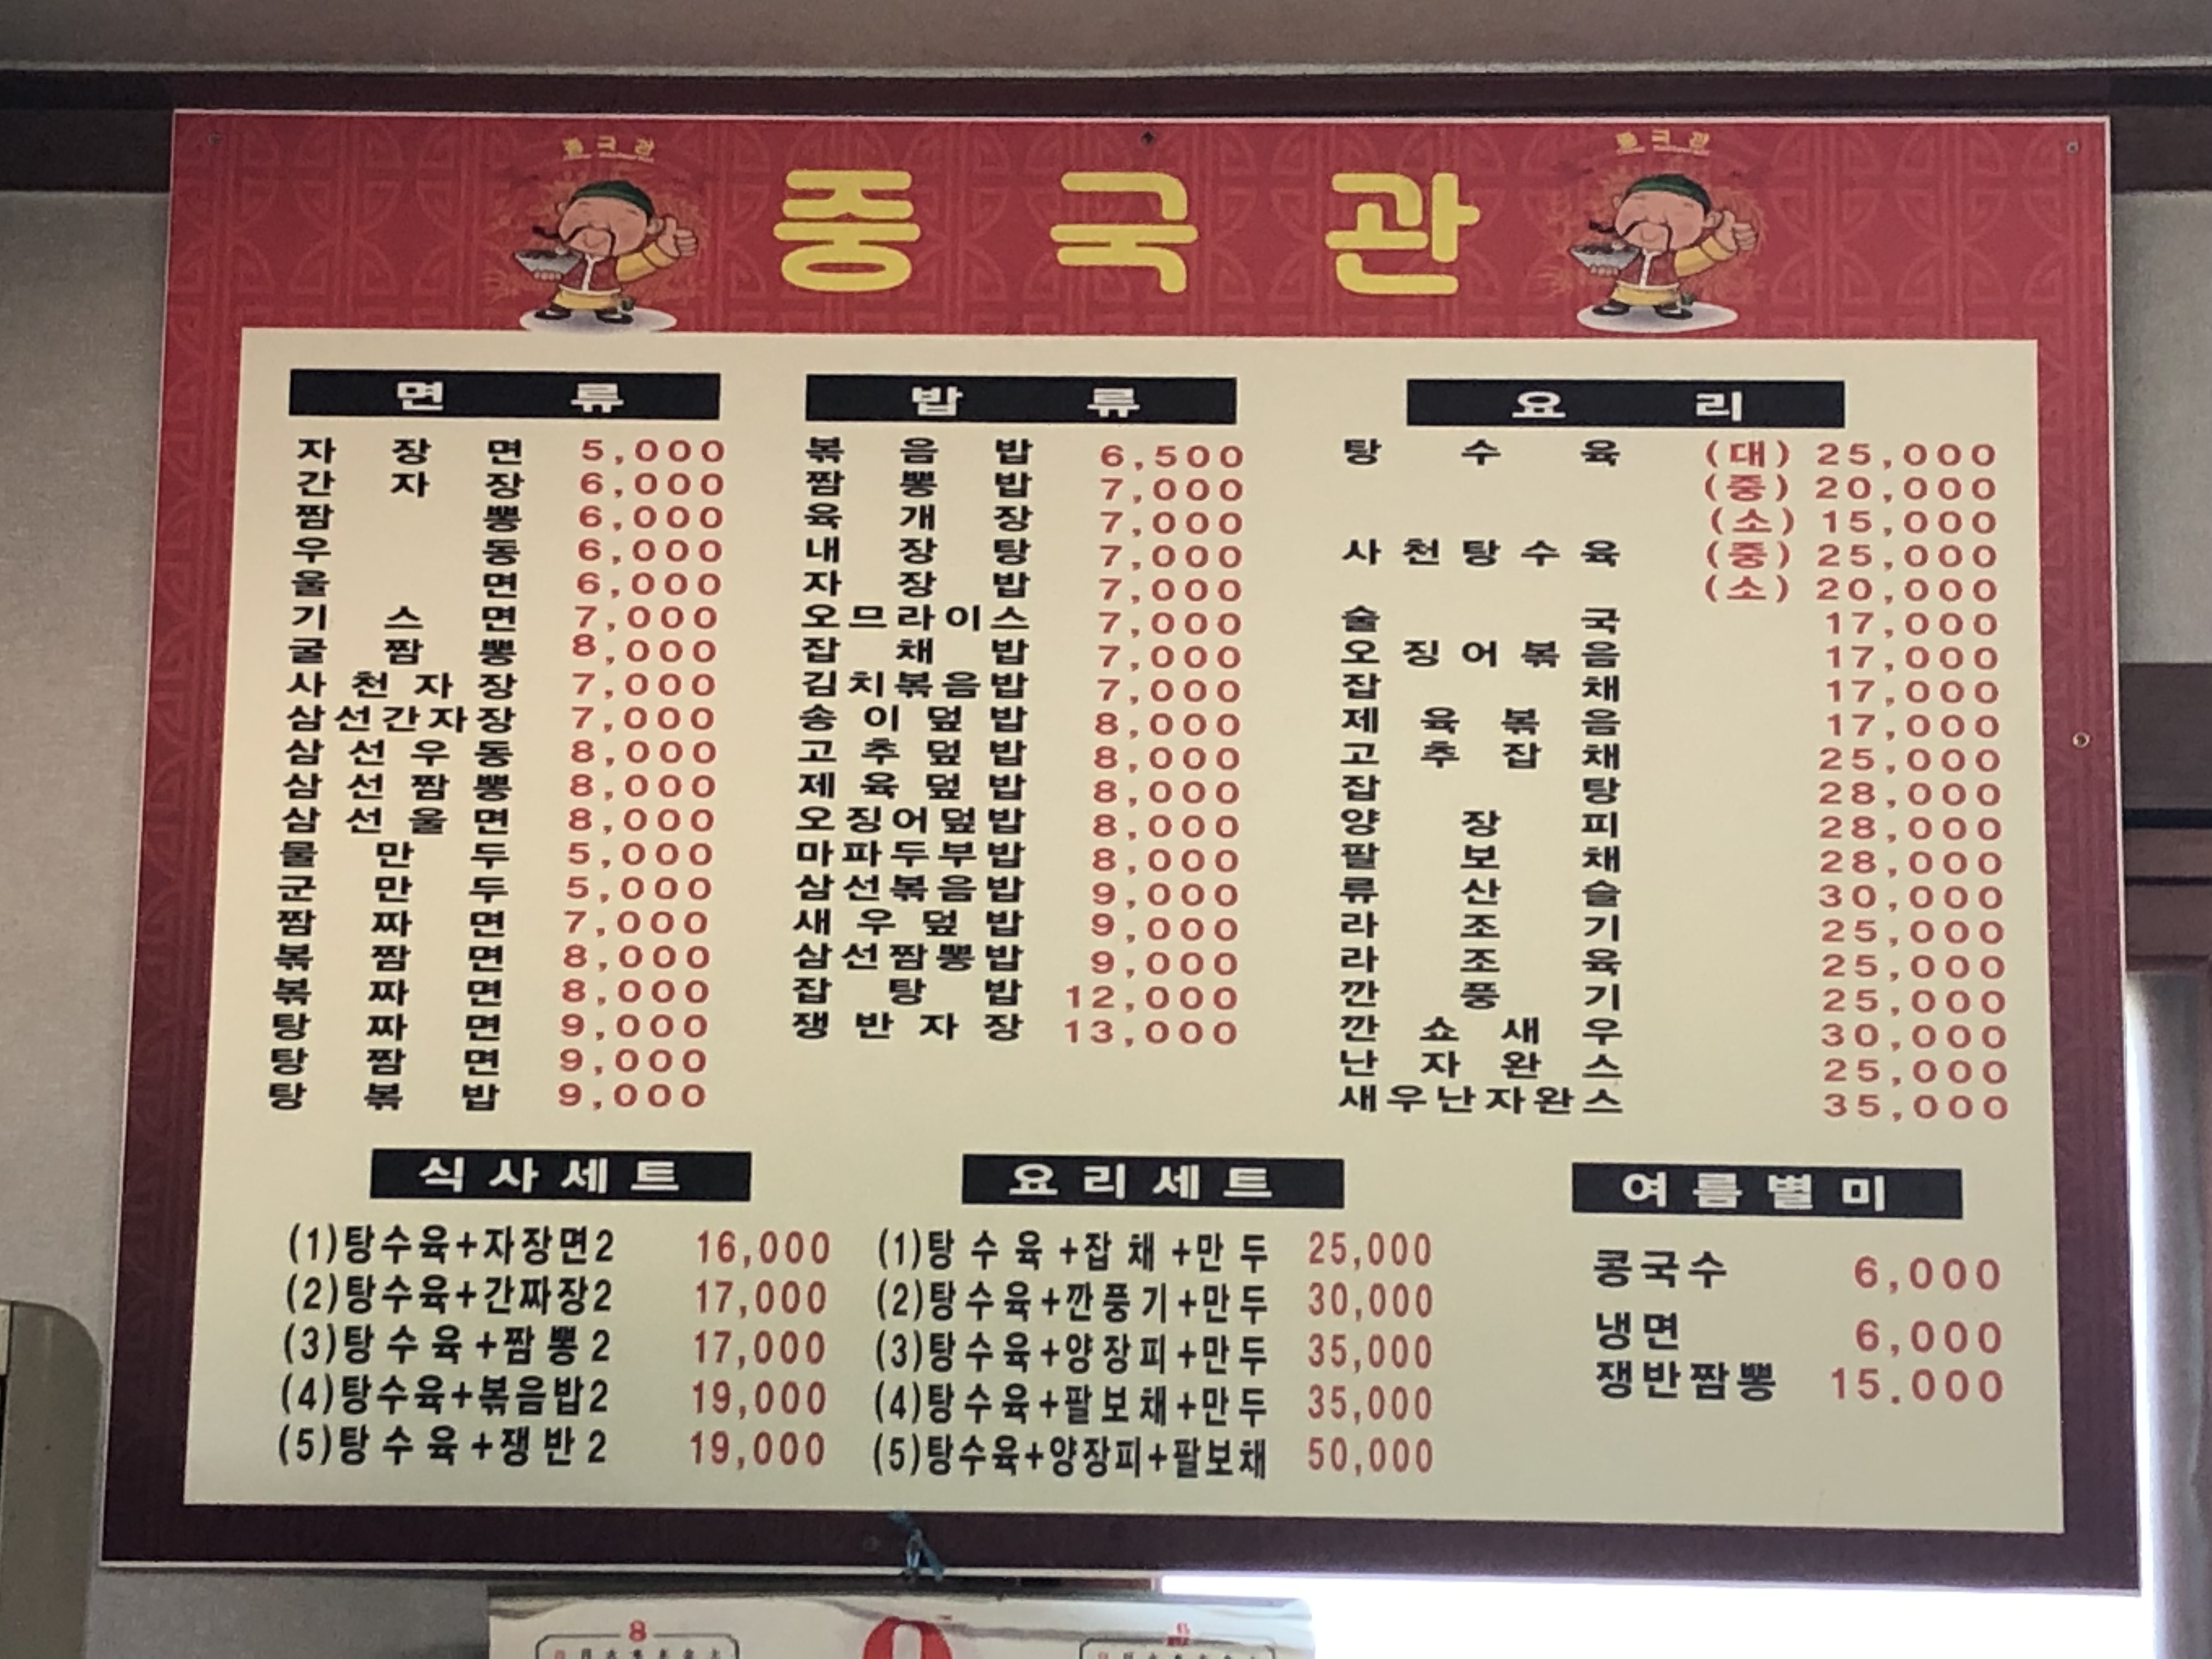 중국관
중국관
중국관
면류
자장면 5,000
간자장 6,000
짬뽕 6,000
우동 6,000
울면 6,000
기스면 7,000
굴짬뽕 8,000
사천자장 7,000
삼선간자장 7,000
삼선우동 8,000
삼선짬뽕 8,000
삼선울면 8,000
물만두 5,000
군만두 5,000
짬짜면 7,000
볶짬면 8,000
볶짜면 8,000
탕짜면 9,000
탕짬면 9,000
탕볶밥 9,000
밥류
볶음밥 6,500
짬뽕밥 7,000
육개장 7,000
내장탕 7,000
자장밥 7,000
오므라이스 7,000
잡채밥 7,000
김치볶음밥 7,000
송이덮밥 8,000
고추덮밥 8,000
제육덮밥 8,000
오징어덮밥 8,000
마파두부밥 8,000
삼선볶음밥 9,000
새우덮밥 9,000
삼선짬뽕밥 9,000
잡탕밥 12,000
쟁반자장 13,000
요리
탕수육 (대) 25,000
(중) 20,000
(소) 15,000
사천탕수육 (중) 25,000
(소) 20,000
술국 17,000
오징어볶음 17,000
잡채 17,000
제육볶음 17,000
고추잡채 25,000
잡탕 28,000
양장피 28,000
팔보채 28,000
류산슬 30,000
라조기 25,000
라조육 25,000
깐풍기 25,000
깐쇼새우 30,000
난자완스 25,000
새우난자완스 35,000
식사세트
(1)탕수육+자장면2 16,000
(2)탕수육+간짜장2 17,000
(3)탕수육+짬뽕2 17,000
(4)탕수육+볶음밥2 19,000
(5)탕수육+쟁반2 19,000
요리세트
(1)탕수육+잡채+만두 25,000
(2)탕수육+깐풍기+만두 30,000
(3)탕수육+양장피+만두 35,000
(4)탕수육+팔보채+만두 35,000
(5)탕수육+양장피+팔보채 50,000
여름별미
콩국수 6,000
냉면 6,000
쟁반짬뽕 15.000
8